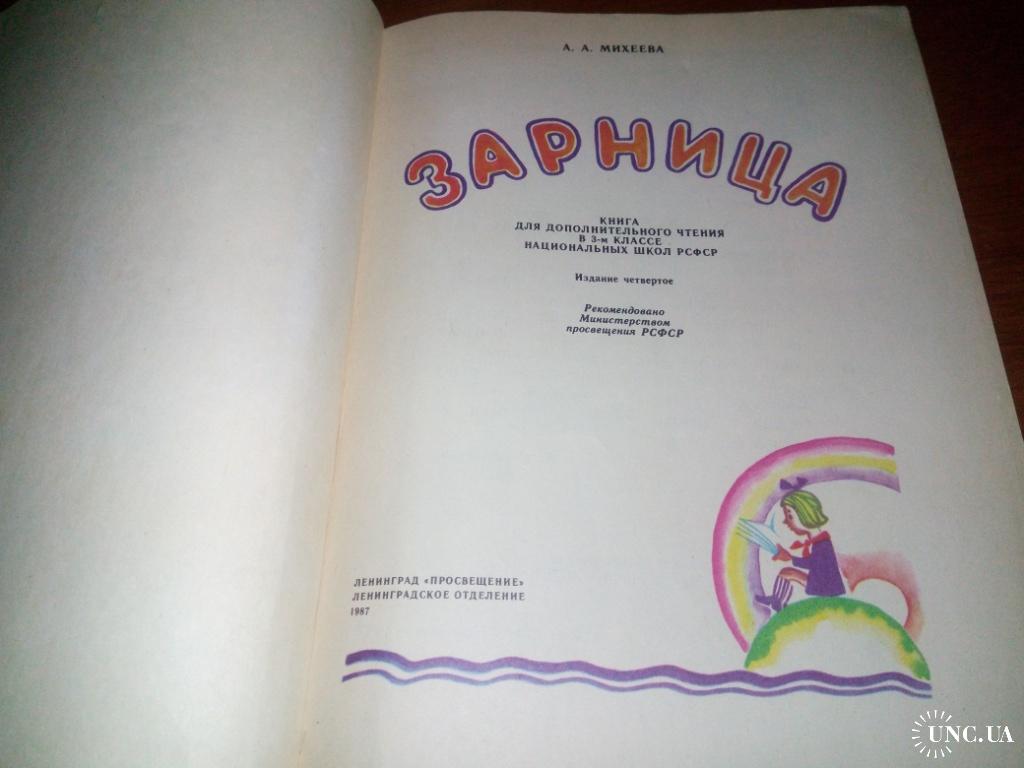 А. А. МИХЕЕВА
ЗАРНИЦА
КНИГА
ДЛЯ ДОПОЛНИТЕЛЬНОГО ЧТЕНИЯ
В 3-м КЛАССЕ
НАЦИОНАЛЬНЫХ ШКОЛ РСФСР
Издание четвертое
Рекомендовано
Министерством
просвещения РСФСР
ЛЕНИНГРАД «ПРОСВЕЩЕНИЕ»
ЛЕНИНГРАДСКОЕ ОТДЕЛЕНИЕ
1987
UNC.UA